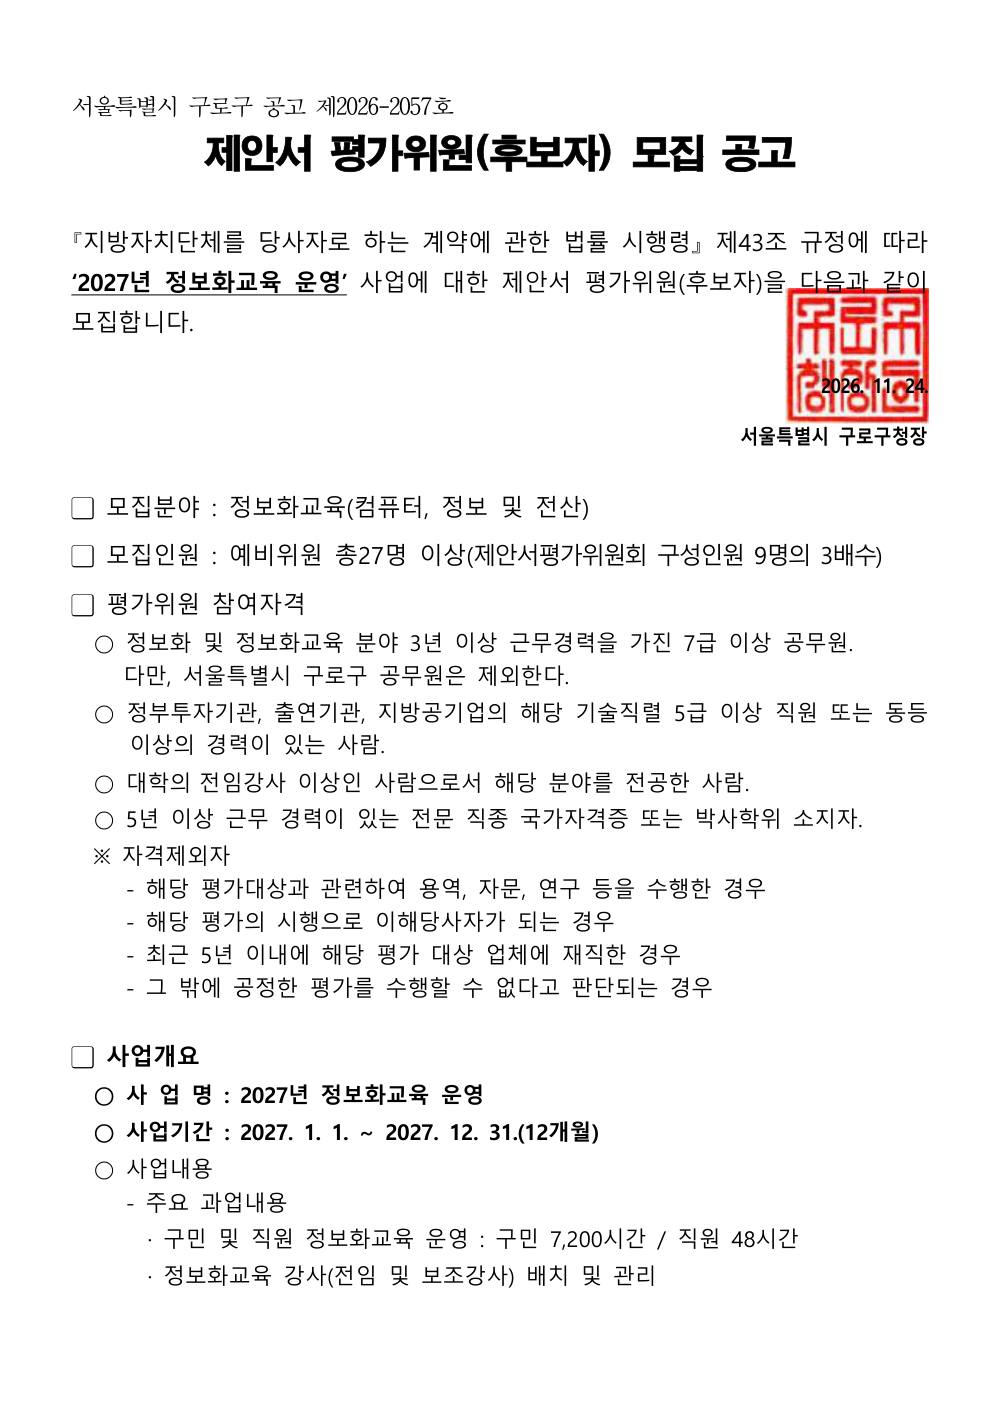 서울특별시 구로구 공고 제2026-2057호
제안서 평가위원(후보자) 모집 공고
『지방자치단체를 당사자로 하는 계약에 관한 법률 시행령』 제43조 규정에 따라
‘2027년 정보화교육 운영’ 사업에 대한 제안서 평가위원(후보자)을 다음과 같이
모집합니다.
2026. 11. 24.
서울특별시 구로구청장
□ 모집분야 : 정보화교육(컴퓨터, 정보 및 전산)
□ 모집인원 : 예비위원 총27명 이상(제안서평가위원회 구성인원 9명의 3배수)
□ 평가위원 참여자격
○ 정보화 및 정보화교육 분야 3년 이상 근무경력을 가진 7급 이상 공무원.
다만, 서울특별시 구로구 공무원은 제외한다.
○ 정부투자기관, 출연기관, 지방공기업의 해당 기술직렬 5급 이상 직원 또는 동등
이상의 경력이 있는 사람.
○ 대학의 전임강사 이상인 사람으로서 해당 분야를 전공한 사람.
○ 5년 이상 근무 경력이 있는 전문 직종 국가자격증 또는 박사학위 소지자.
※ 자격제외자
- 해당 평가대상과 관련하여 용역, 자문, 연구 등을 수행한 경우
- 해당 평가의 시행으로 이해당사자가 되는 경우
- 최근 5년 이내에 해당 평가 대상 업체에 재직한 경우
- 그 밖에 공정한 평가를 수행할 수 없다고 판단되는 경우
□ 사업개요
○ 사 업 명 : 2027년 정보화교육 운영
○ 사업기간 : 2027. 1. 1. ~ 2027. 12. 31.(12개월)
○ 사업내용
- 주요 과업내용
· 구민 및 직원 정보화교육 운영 : 구민 7,200시간 / 직원 48시간
· 정보화교육 강사(전임 및 보조강사) 배치 및 관리